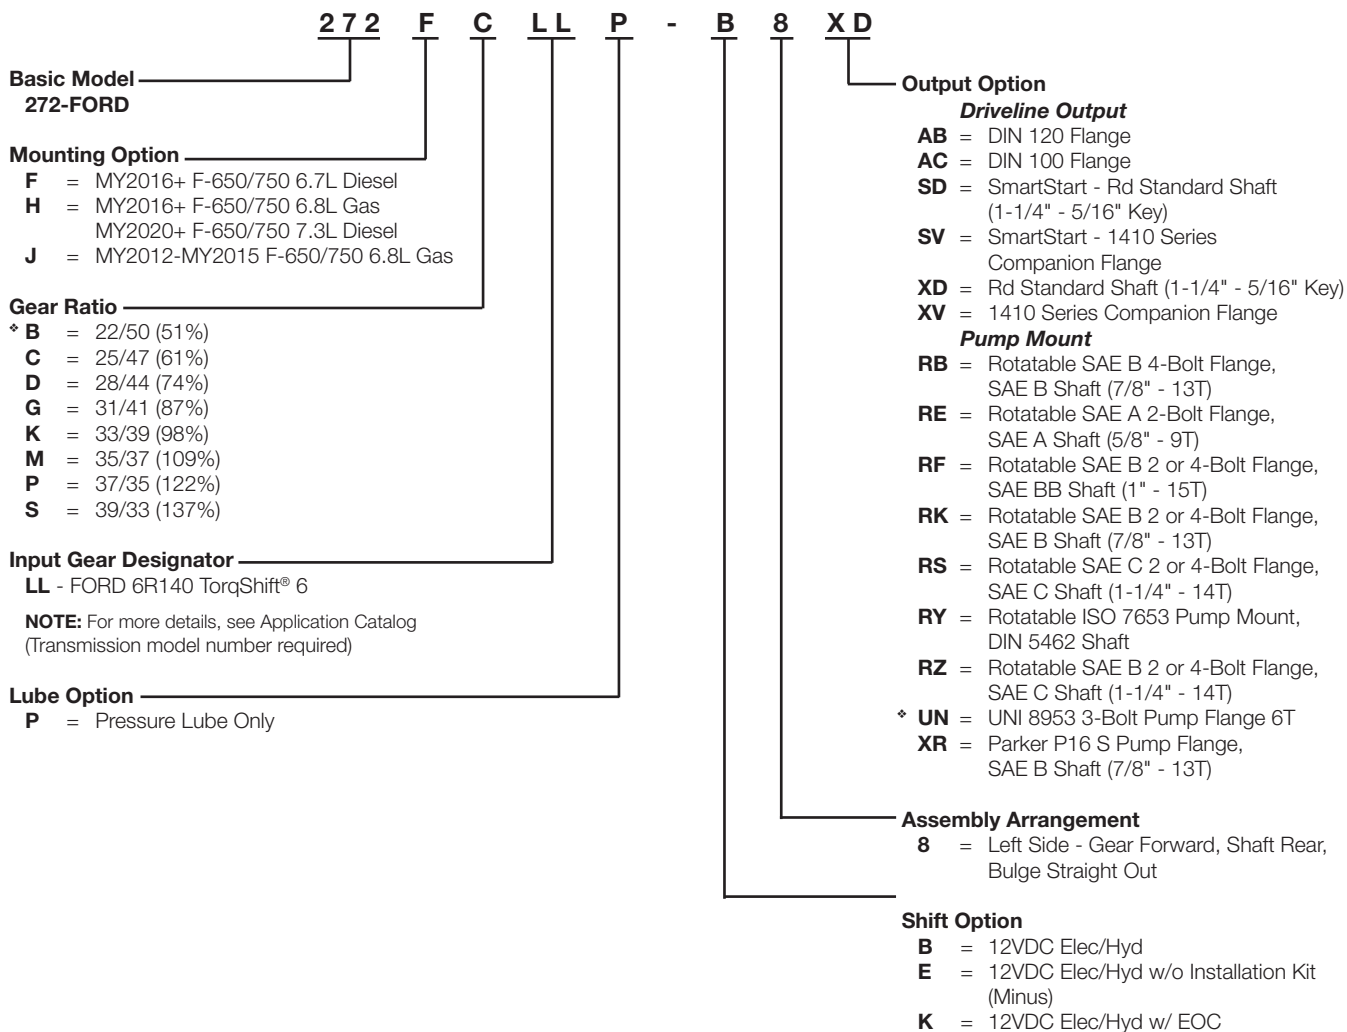 272 F C LL P - B 8 XD
Basic Model
272-FORD
Mounting Option
F = MY2016+ F-650/750 6.7L Diesel
H = MY2016+ F-650/750 6.8L Gas
MY2020+ F-650/750 7.3L Diesel
J = MY2012-MY2015 F-650/750 6.8L Gas
Gear Ratio
❖ B = 22/50 (51%)
C = 25/47 (61%)
D = 28/44 (74%)
G = 31/41 (87%)
K = 33/39 (98%)
M = 35/37 (109%)
P = 37/35 (122%)
S = 39/33 (137%)
Input Gear Designator
LL - FORD 6R140 TorqShift® 6
NOTE: For more details, see Application Catalog
(Transmission model number required)
Lube Option
P = Pressure Lube Only
Output Option
Driveline Output
AB = DIN 120 Flange
AC = DIN 100 Flange
SD = SmartStart - Rd Standard Shaft
(1-1/4" - 5/16" Key)
SV = SmartStart - 1410 Series
Companion Flange
XD = Rd Standard Shaft (1-1/4" - 5/16" Key)
XV = 1410 Series Companion Flange
Pump Mount
RB = Rotatable SAE B 4-Bolt Flange,
SAE B Shaft (7/8" - 13T)
RE = Rotatable SAE A 2-Bolt Flange,
SAE A Shaft (5/8" - 9T)
RF = Rotatable SAE B 2 or 4-Bolt Flange,
SAE BB Shaft (1" - 15T)
RK = Rotatable SAE B 2 or 4-Bolt Flange,
SAE B Shaft (7/8" - 13T)
RS = Rotatable SAE C 2 or 4-Bolt Flange,
SAE C Shaft (1-1/4" - 14T)
RY = Rotatable ISO 7653 Pump Mount,
DIN 5462 Shaft
RZ = Rotatable SAE B 2 or 4-Bolt Flange,
SAE C Shaft (1-1/4" - 14T)
❖ UN = UNI 8953 3-Bolt Pump Flange 6T
XR = Parker P16 S Pump Flange,
SAE B Shaft (7/8" - 13T)
Assembly Arrangement
8 = Left Side - Gear Forward, Shaft Rear,
Bulge Straight Out
Shift Option
B = 12VDC Elec/Hyd
E = 12VDC Elec/Hyd w/o Installation Kit
(Minus)
K = 12VDC Elec/Hyd w/ EOC